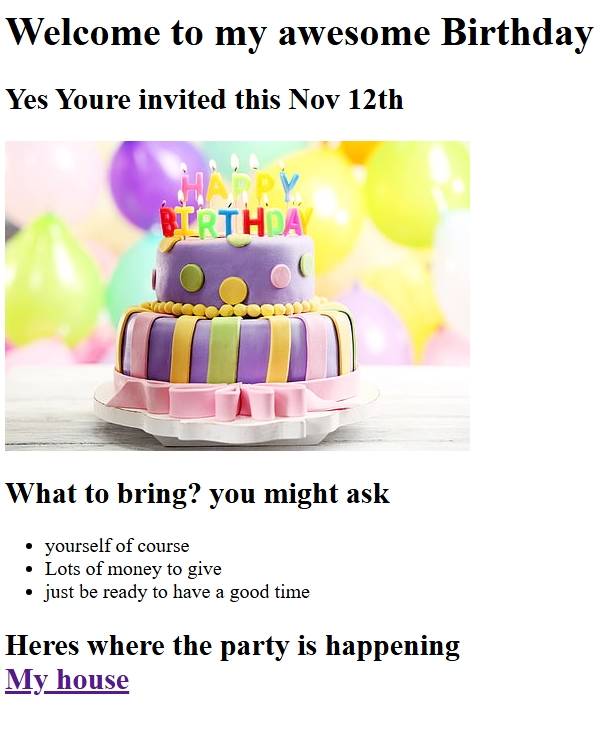 Welcome to my awesome Birthday
Yes Youre invited this Nov 12th
HAPPY
BIRTHDAY
What to bring? you might ask
yourself of course
Lots of money to give
just be ready to have a good time
Heres where the party is happening
My house